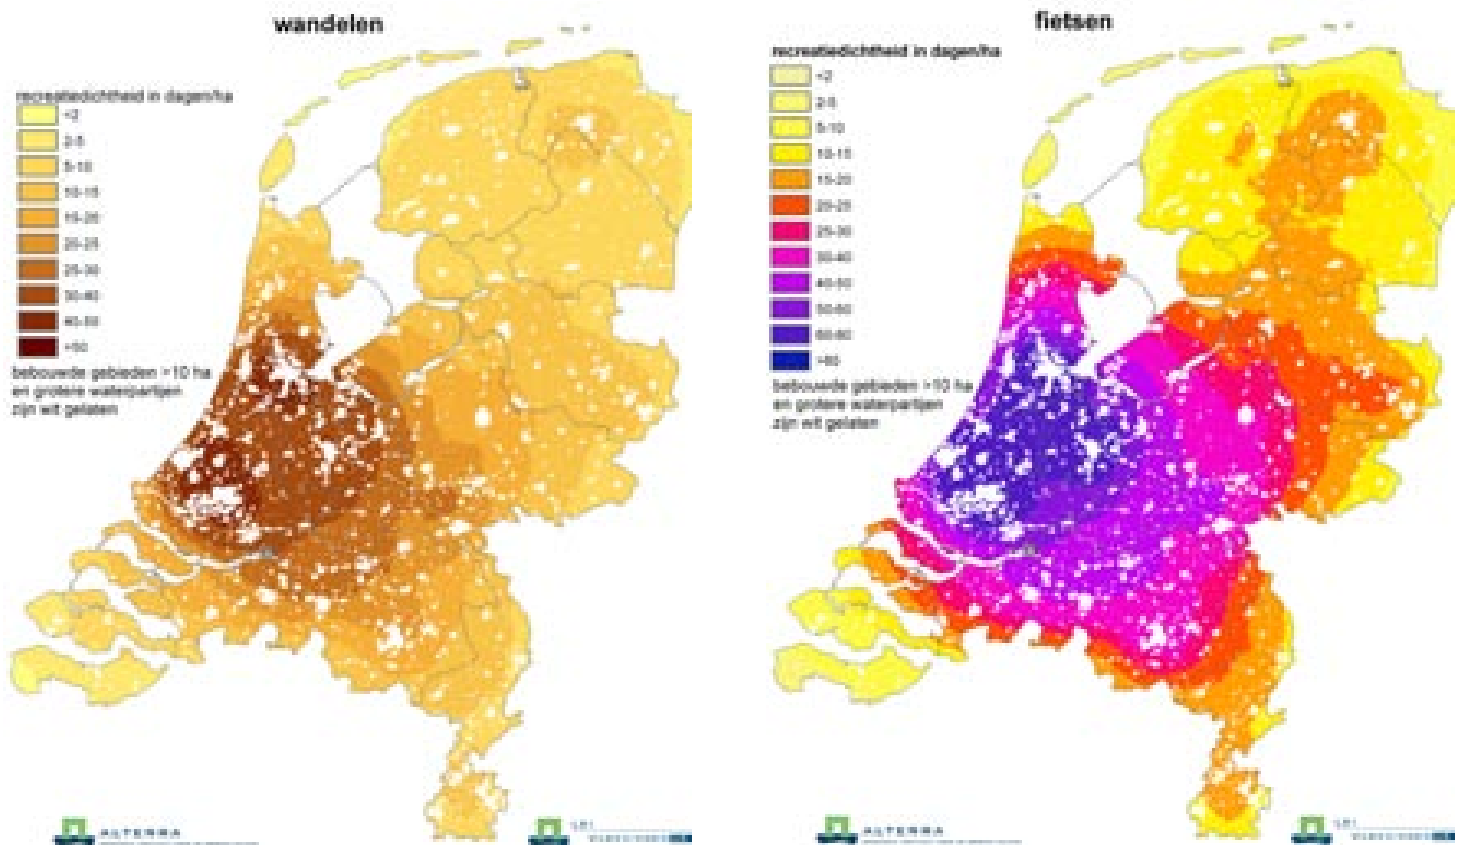 wandelen
recreatiedichtheid in dagen/ha
<2
2-5
5-10
10-15
15-20
20-25
25-30
30-40
40-50
>50
bebouwde gebieden >10 ha
en grotere waterpartijen
zijn wit gelaten
ALTERRA
fietsen
recreatiedichtheid in dagen/ha
<2
2-5
5-10
10-15
15-20
20-25
25-30
30-40
40-50
50-60
>80
bebouwde gebieden >10 ha
en grotere waterpartijen
zijn wit gelaten
ALTERRA